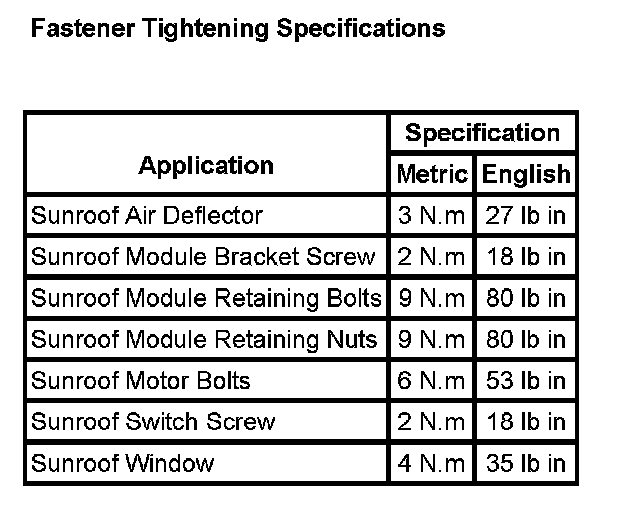 Fastener Tightening Specifications
Specification
Application
Metric English
Sunroof Air Deflector 3 N.m 27 lb in
Sunroof Module Bracket Screw 2 N.m 18 lb in
Sunroof Module Retaining Bolts 9 N.m 80 lb in
Sunroof Module Retaining Nuts 9 N.m 80 lb in
Sunroof Motor Bolts 6 N.m 53 lb in
Sunroof Switch Screw 2 N.m 18 lb in
Sunroof Window 4 N.m 35 lb in